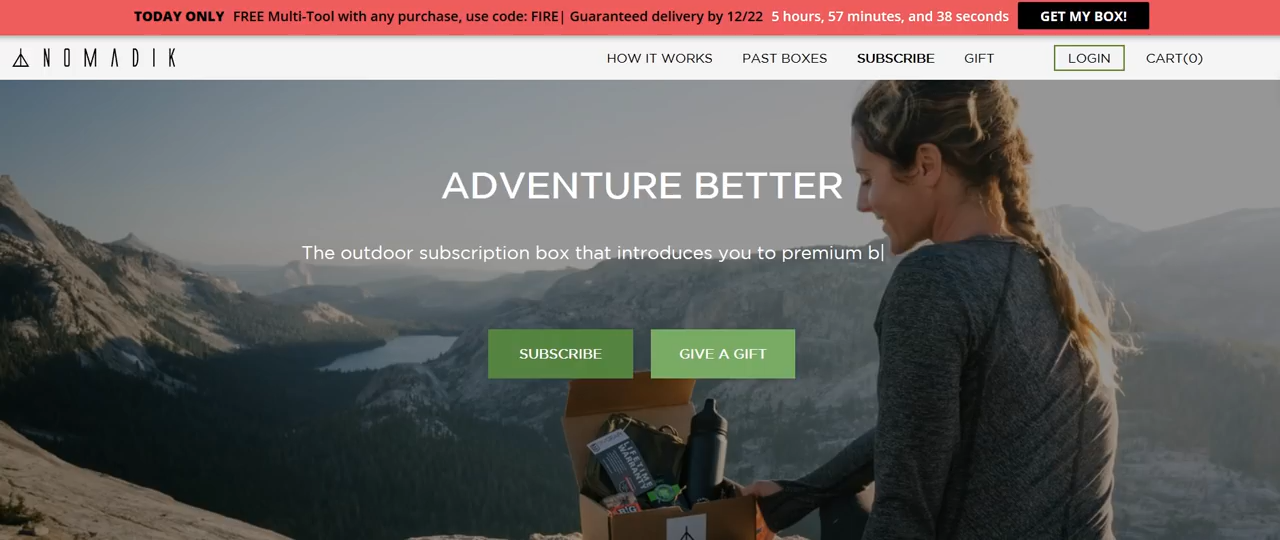 TODAY ONLY FREE Multi-Tool with any purchase, use code: FIRE| Guaranteed delivery by 12/22 5 hours, 57 minutes, and 38 seconds GET MY BOX!
NOMADIK HOW IT WORKS PAST BOXES SUBSCRIBE GIFT LOGIN CART(0)
ADVENTURE BETTER
The outdoor subscription box that introduces you to premium b|
SUBSCRIBE GIVE A GIFT
LIFETIME
WARRANTY